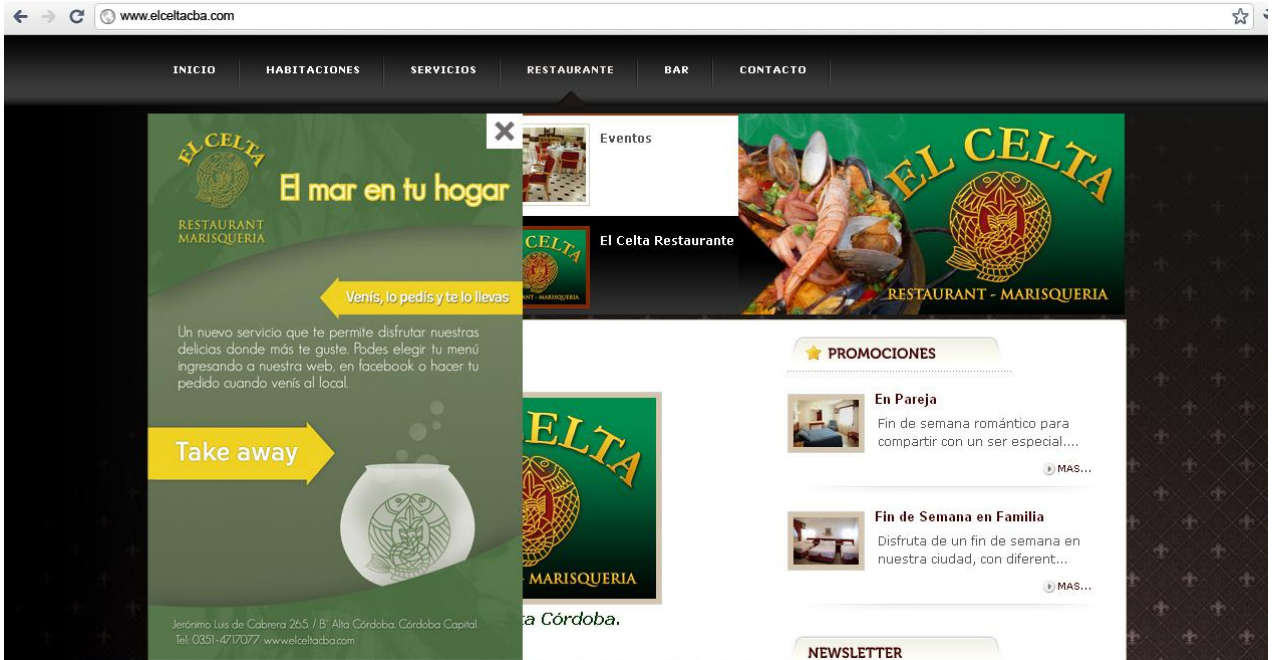 www.elceltacba.com
INICIO
HABITACIONES
SERVICIOS
RESTAURANTE
BAR
CONTACTO
EL CELTA
RESTAURANT
MARISQUERIA
El mar en tu hogar
Venís, lo pedís y te lo llevas
Un nuevo servicio que te permite disfrutar nuestras
delicias donde más te guste. Podes elegir tu menú
ingresando a nuestra web, en facebook o hacer tu
pedido cuando venís al local.
Take away
Jerónimo Luis de Cabrera 265 / B° Alta Córdoba. Córdoba Capital.
Tel: 0351-4717077 www.elceltacba.com
Eventos
CELTA
ANT - MARISQUERIA
El Celta Restaurante
EL CELTA
RESTAURANT - MARISQUERIA
ELTA
MARISQUERIA
a Córdoba.
PROMOCIONES
En Pareja
Fin de semana romántico para
compartir con un ser especial....
MAS...
Fin de Semana en Familia
Disfruta de un fin de semana en
nuestra ciudad, con diferent...
MAS...
NEWSLETTER